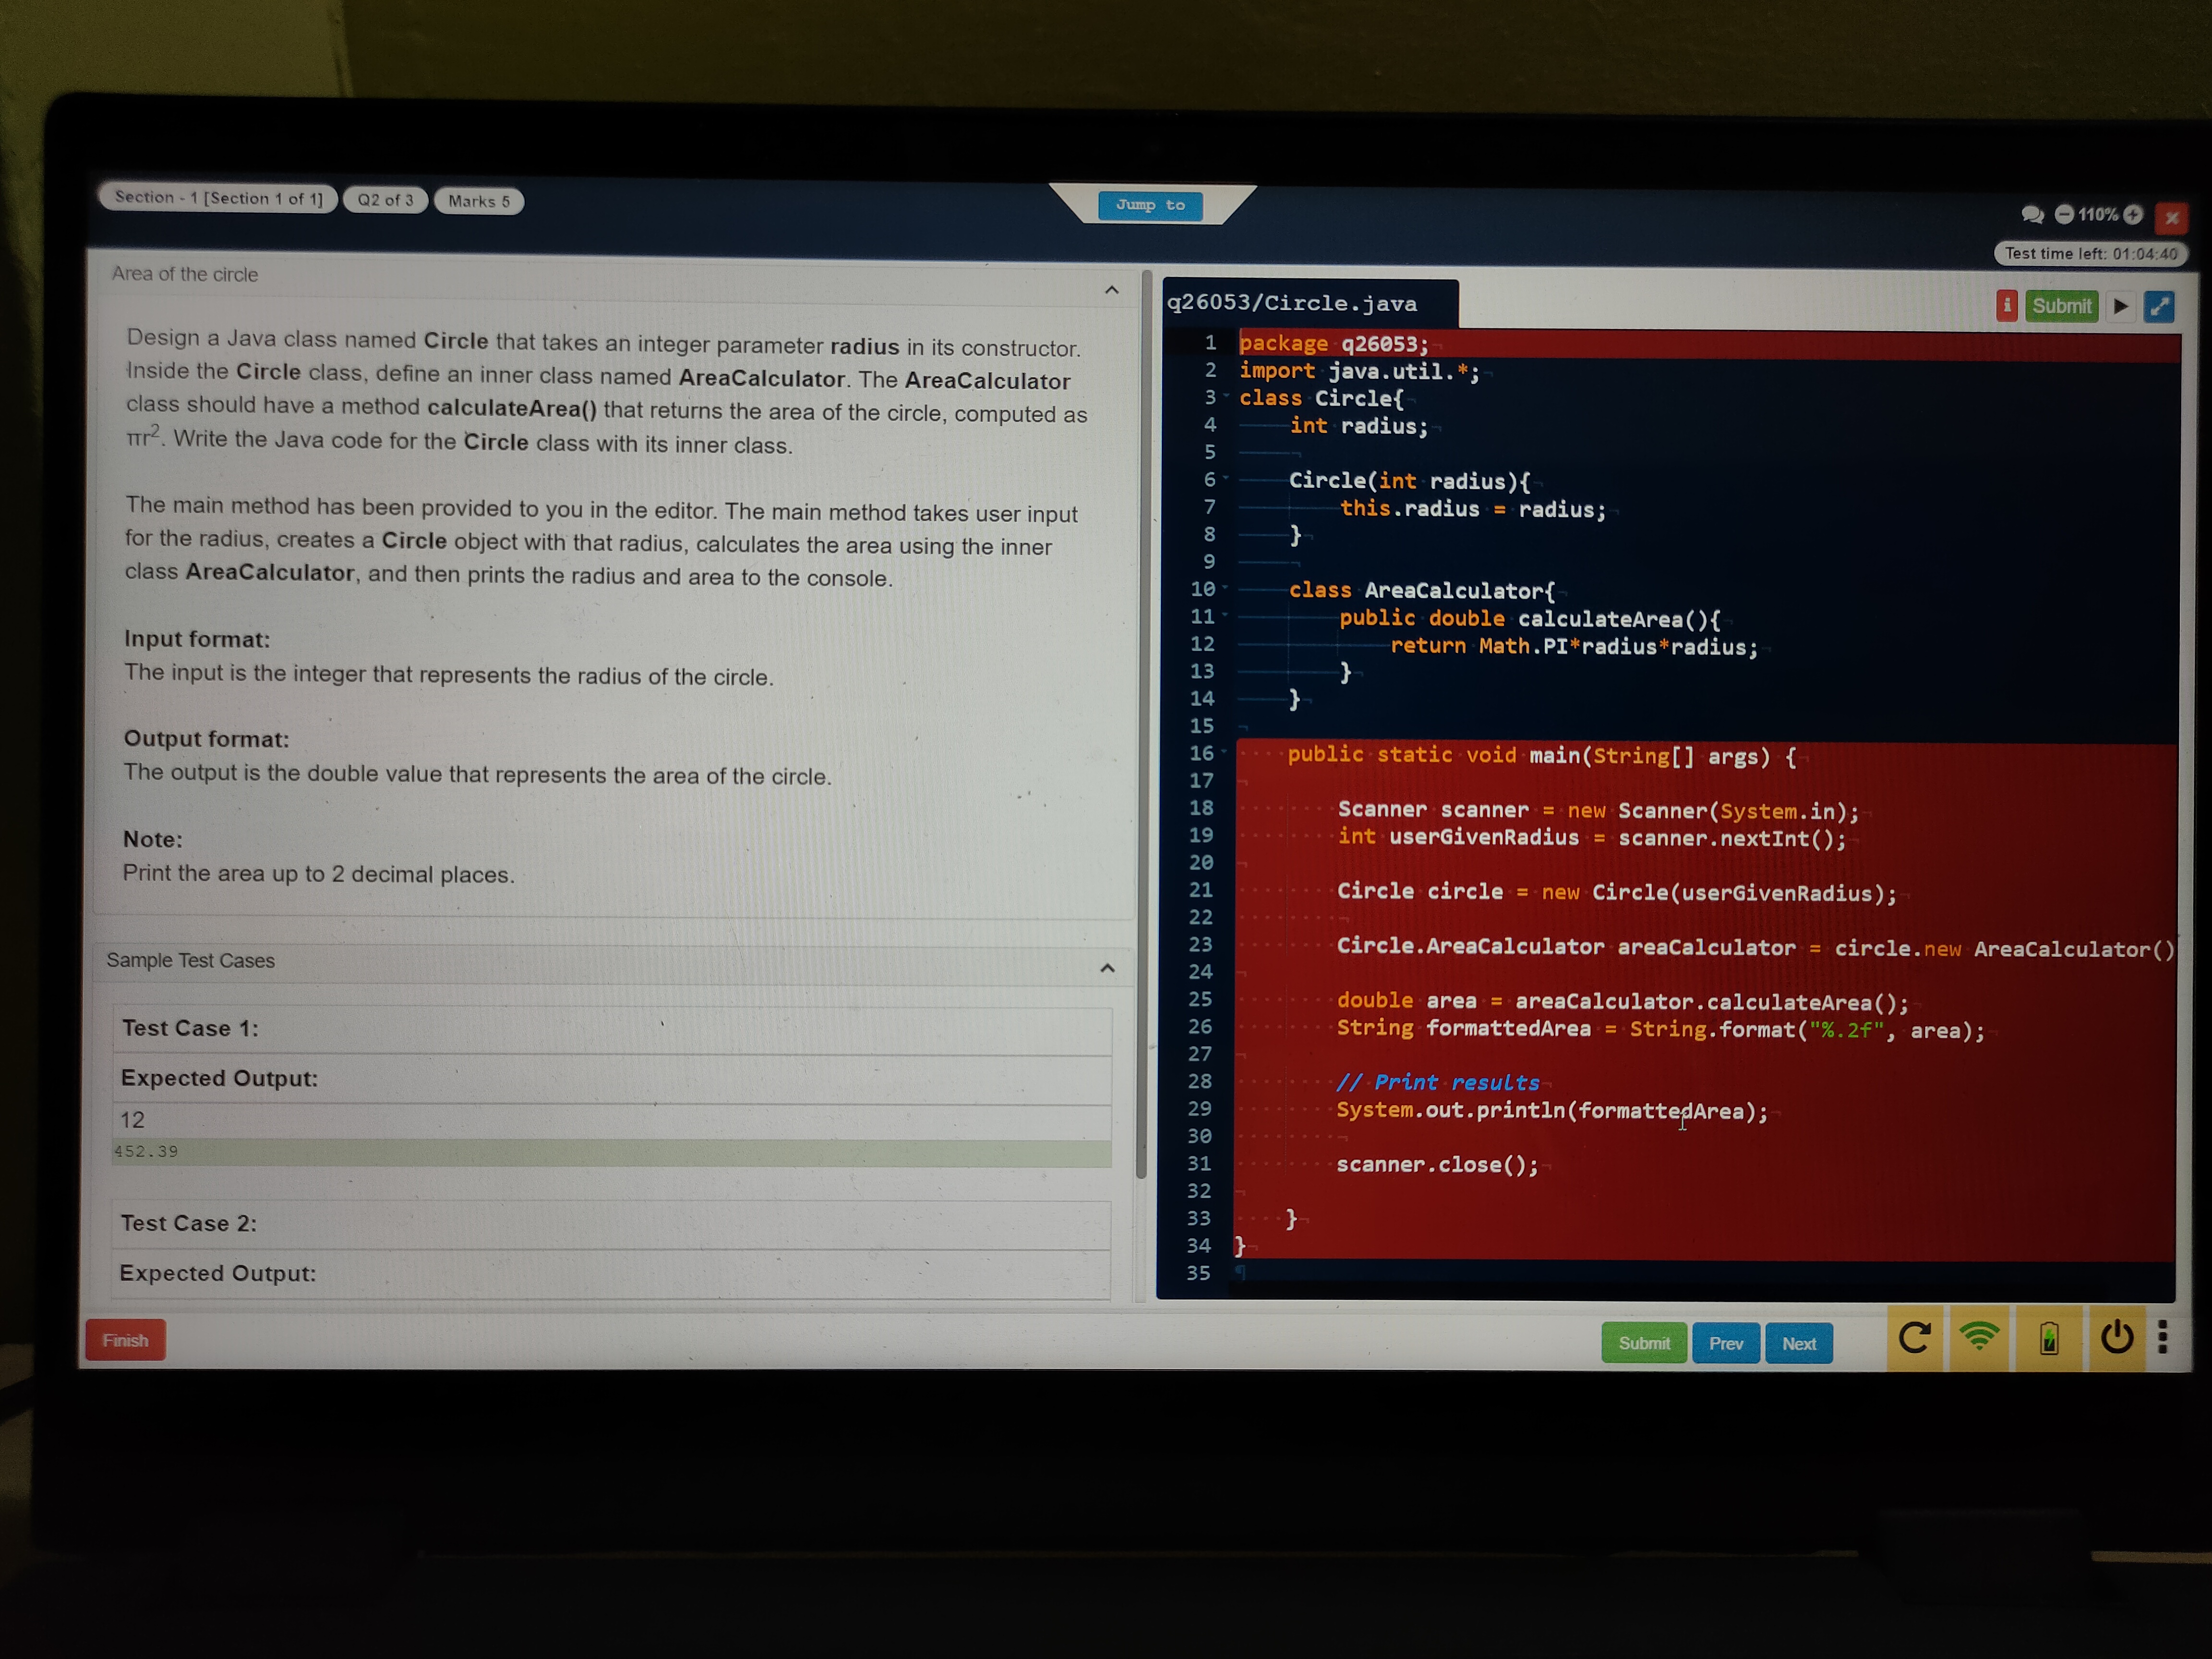 Section - 1 [Section 1 of 1] Q2 of 3 Marks 5
Jump to
110%
Test time left: 01:04:40
Area of the circle
Design a Java class named Circle that takes an integer parameter radius in its constructor.
Inside the Circle class, define an inner class named AreaCalculator. The AreaCalculator
class should have a method calculateArea() that returns the area of the circle, computed as
πr². Write the Java code for the Circle class with its inner class.
The main method has been provided to you in the editor. The main method takes user input
for the radius, creates a Circle object with that radius, calculates the area using the inner
class AreaCalculator, and then prints the radius and area to the console.
Input format:
The input is the integer that represents the radius of the circle.
Output format:
The output is the double value that represents the area of the circle.
Note:
Print the area up to 2 decimal places.
Sample Test Cases
Test Case 1:
Expected Output:
12
452.39
Test Case 2:
Expected Output:
q26053/Circle.java
i Submit
1 package q26053;
2 import java.util.*;
3 class Circle{
4 int radius;
5
6 Circle(int radius){
7 this.radius = radius;
8 }
9
10 class AreaCalculator{
11 public double calculateArea(){
12 return Math.PI*radius*radius;
13 }
14 }
15
16 public static void main(String[] args) {
17
18 Scanner scanner = new Scanner(System.in);
19 int userGivenRadius = scanner.nextInt();
20
21 Circle circle = new Circle(userGivenRadius);
22
23 Circle.AreaCalculator areaCalculator = circle.new AreaCalculator()
24
25 double area = areaCalculator.calculateArea();
26 String formattedArea = String.format("%.2f", area);
27
28 // Print results
29 System.out.println(formattedArea);
30
31 scanner.close();
32
33 }
34 }
35
Finish
Submit Prev Next